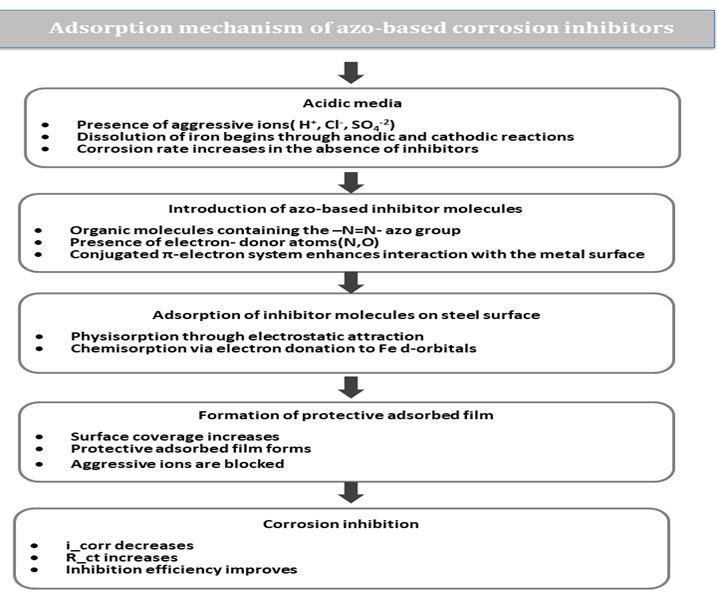 Adsorption mechanism of azo-based corrosion inhibitors
Acidic media
• Presence of aggressive ions( H⁺, Cl⁻, SO₄⁻²)
• Dissolution of iron begins through anodic and cathodic reactions
• Corrosion rate increases in the absence of inhibitors
Introduction of azo-based inhibitor molecules
• Organic molecules containing the –N=N- azo group
• Presence of electron- donor atoms(N,O)
• Conjugated π-electron system enhances interaction with the metal surface
Adsorption of inhibitor molecules on steel surface
• Physisorption through electrostatic attraction
• Chemisorption via electron donation to Fe d-orbitals
Formation of protective adsorbed film
• Surface coverage increases
• Protective adsorbed film forms
• Aggressive ions are blocked
Corrosion inhibition
• i_corr decreases
• R_ct increases
• Inhibition efficiency improves